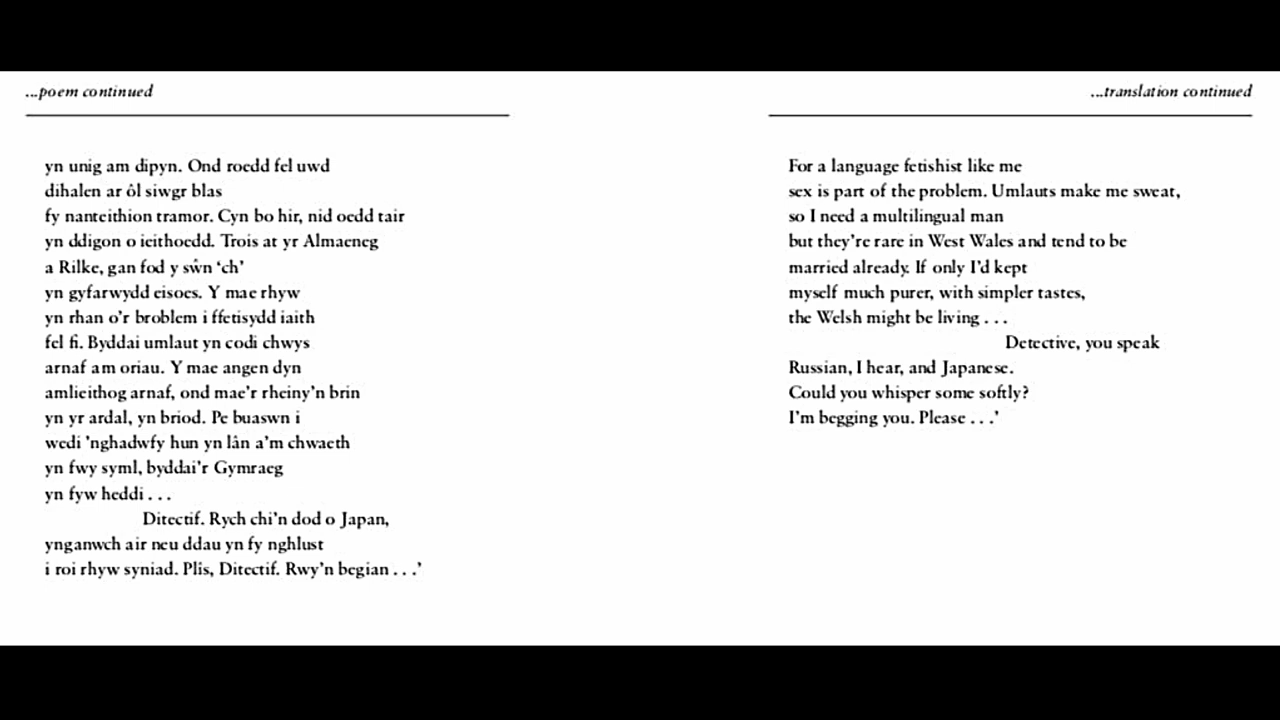 ...poem continued
yn unig am dipyn. Ond roedd fel uwd
dihalen ar ôl siwgr blas
fy nanteithion tramor. Cyn bo hir, nid oedd tair
yn ddigon o ieithoedd. Trois at yr Almaeneg
a Rilke, gan fod y sŵn ‘ch’
yn gyfarwydd eisoes. Y mae rhyw
yn rhan o’r broblem i ffetisydd iaith
fel fi. Byddai umlaut yn codi chwys
arnaf am oriau. Y mae angen dyn
amlieithog arnaf, ond mae’r rheiny’n brin
yn yr ardal, yn briod. Pe buaswn i
wedi ’nghadwfy hun yn lân a’m chwaeth
yn fwy syml, byddai’r Gymraeg
yn fyw heddi . . .
Ditectif. Rych chi’n dod o Japan,
ynganwch air neu ddau yn fy nghlust
i roi rhyw syniad. Plîs, Ditectif. Rwy’n begian . . .’
...translation continued
For a language fetishist like me
sex is part of the problem. Umlauts make me sweat,
so I need a multilingual man
but they’re rare in West Wales and tend to be
married already. If only I’d kept
myself much purer, with simpler tastes,
the Welsh might be living . . .
Detective, you speak
Russian, I hear, and Japanese.
Could you whisper some softly?
I’m begging you. Please . . .’